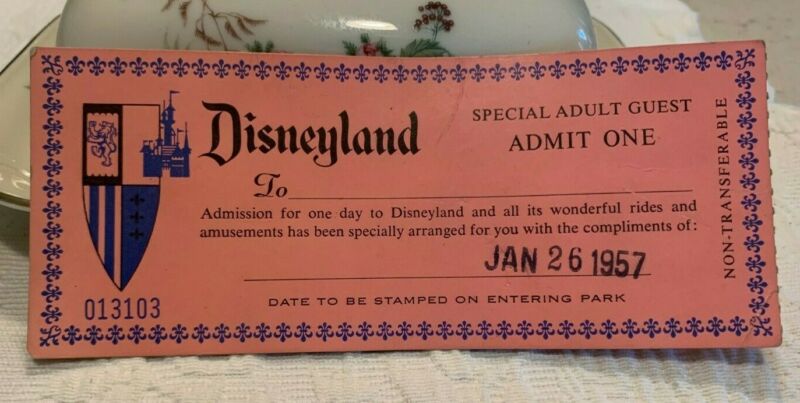 Disneyland
SPECIAL ADULT GUEST
ADMIT ONE
To
Admission for one day to Disneyland and all its wonderful rides and
amusements has been specially arranged for you with the compliments of:
JAN 26 1957
DATE TO BE STAMPED ON ENTERING PARK
013103
NON-TRANSFERABLE